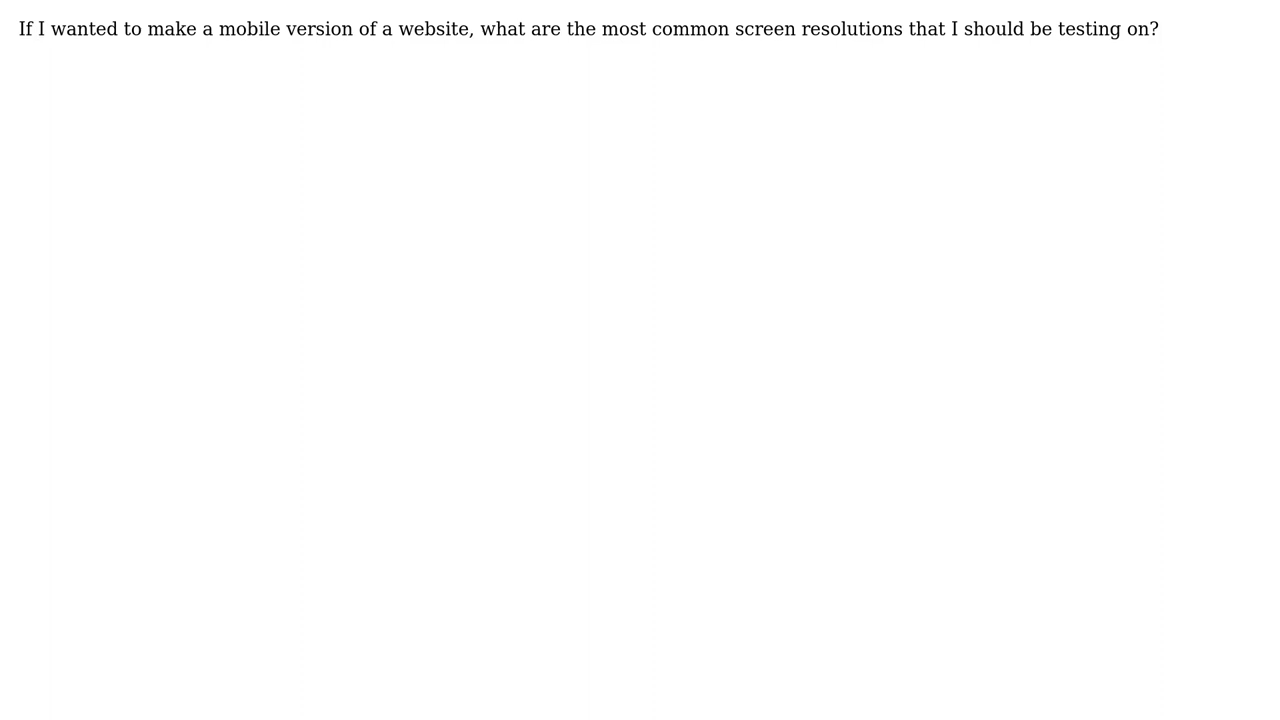 If I wanted to make a mobile version of a website, what are the most common screen resolutions that I should be testing on?